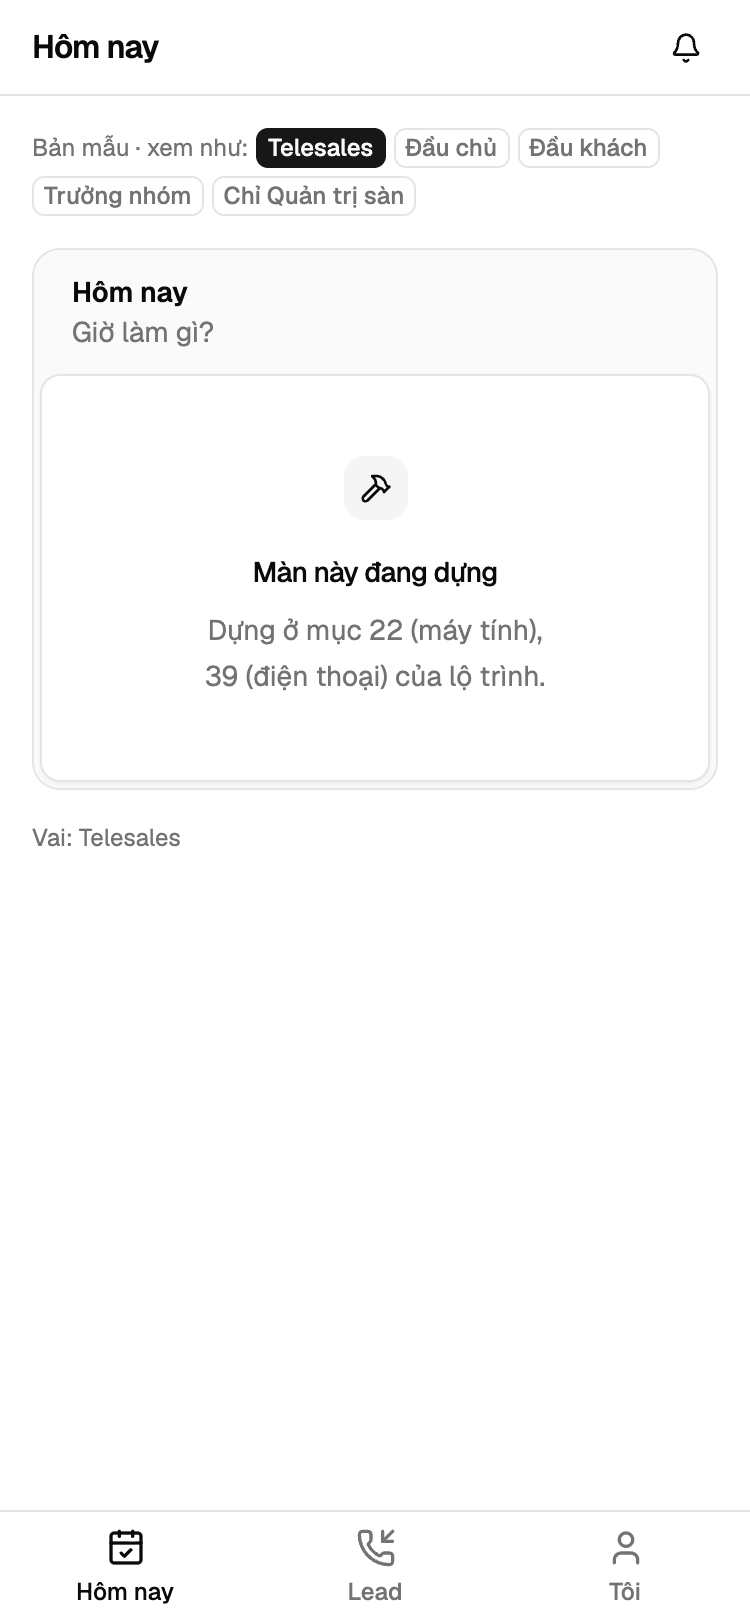 Hôm nay
Bản mẫu · xem như: Telesales Đầu chủ Đầu khách
Trưởng nhóm Chỉ Quản trị sàn
Hôm nay
Giờ làm gì?
Màn này đang dựng
Dựng ở mục 22 (máy tính),
39 (điện thoại) của lộ trình.
Vai: Telesales
Hôm nay Lead Tôi